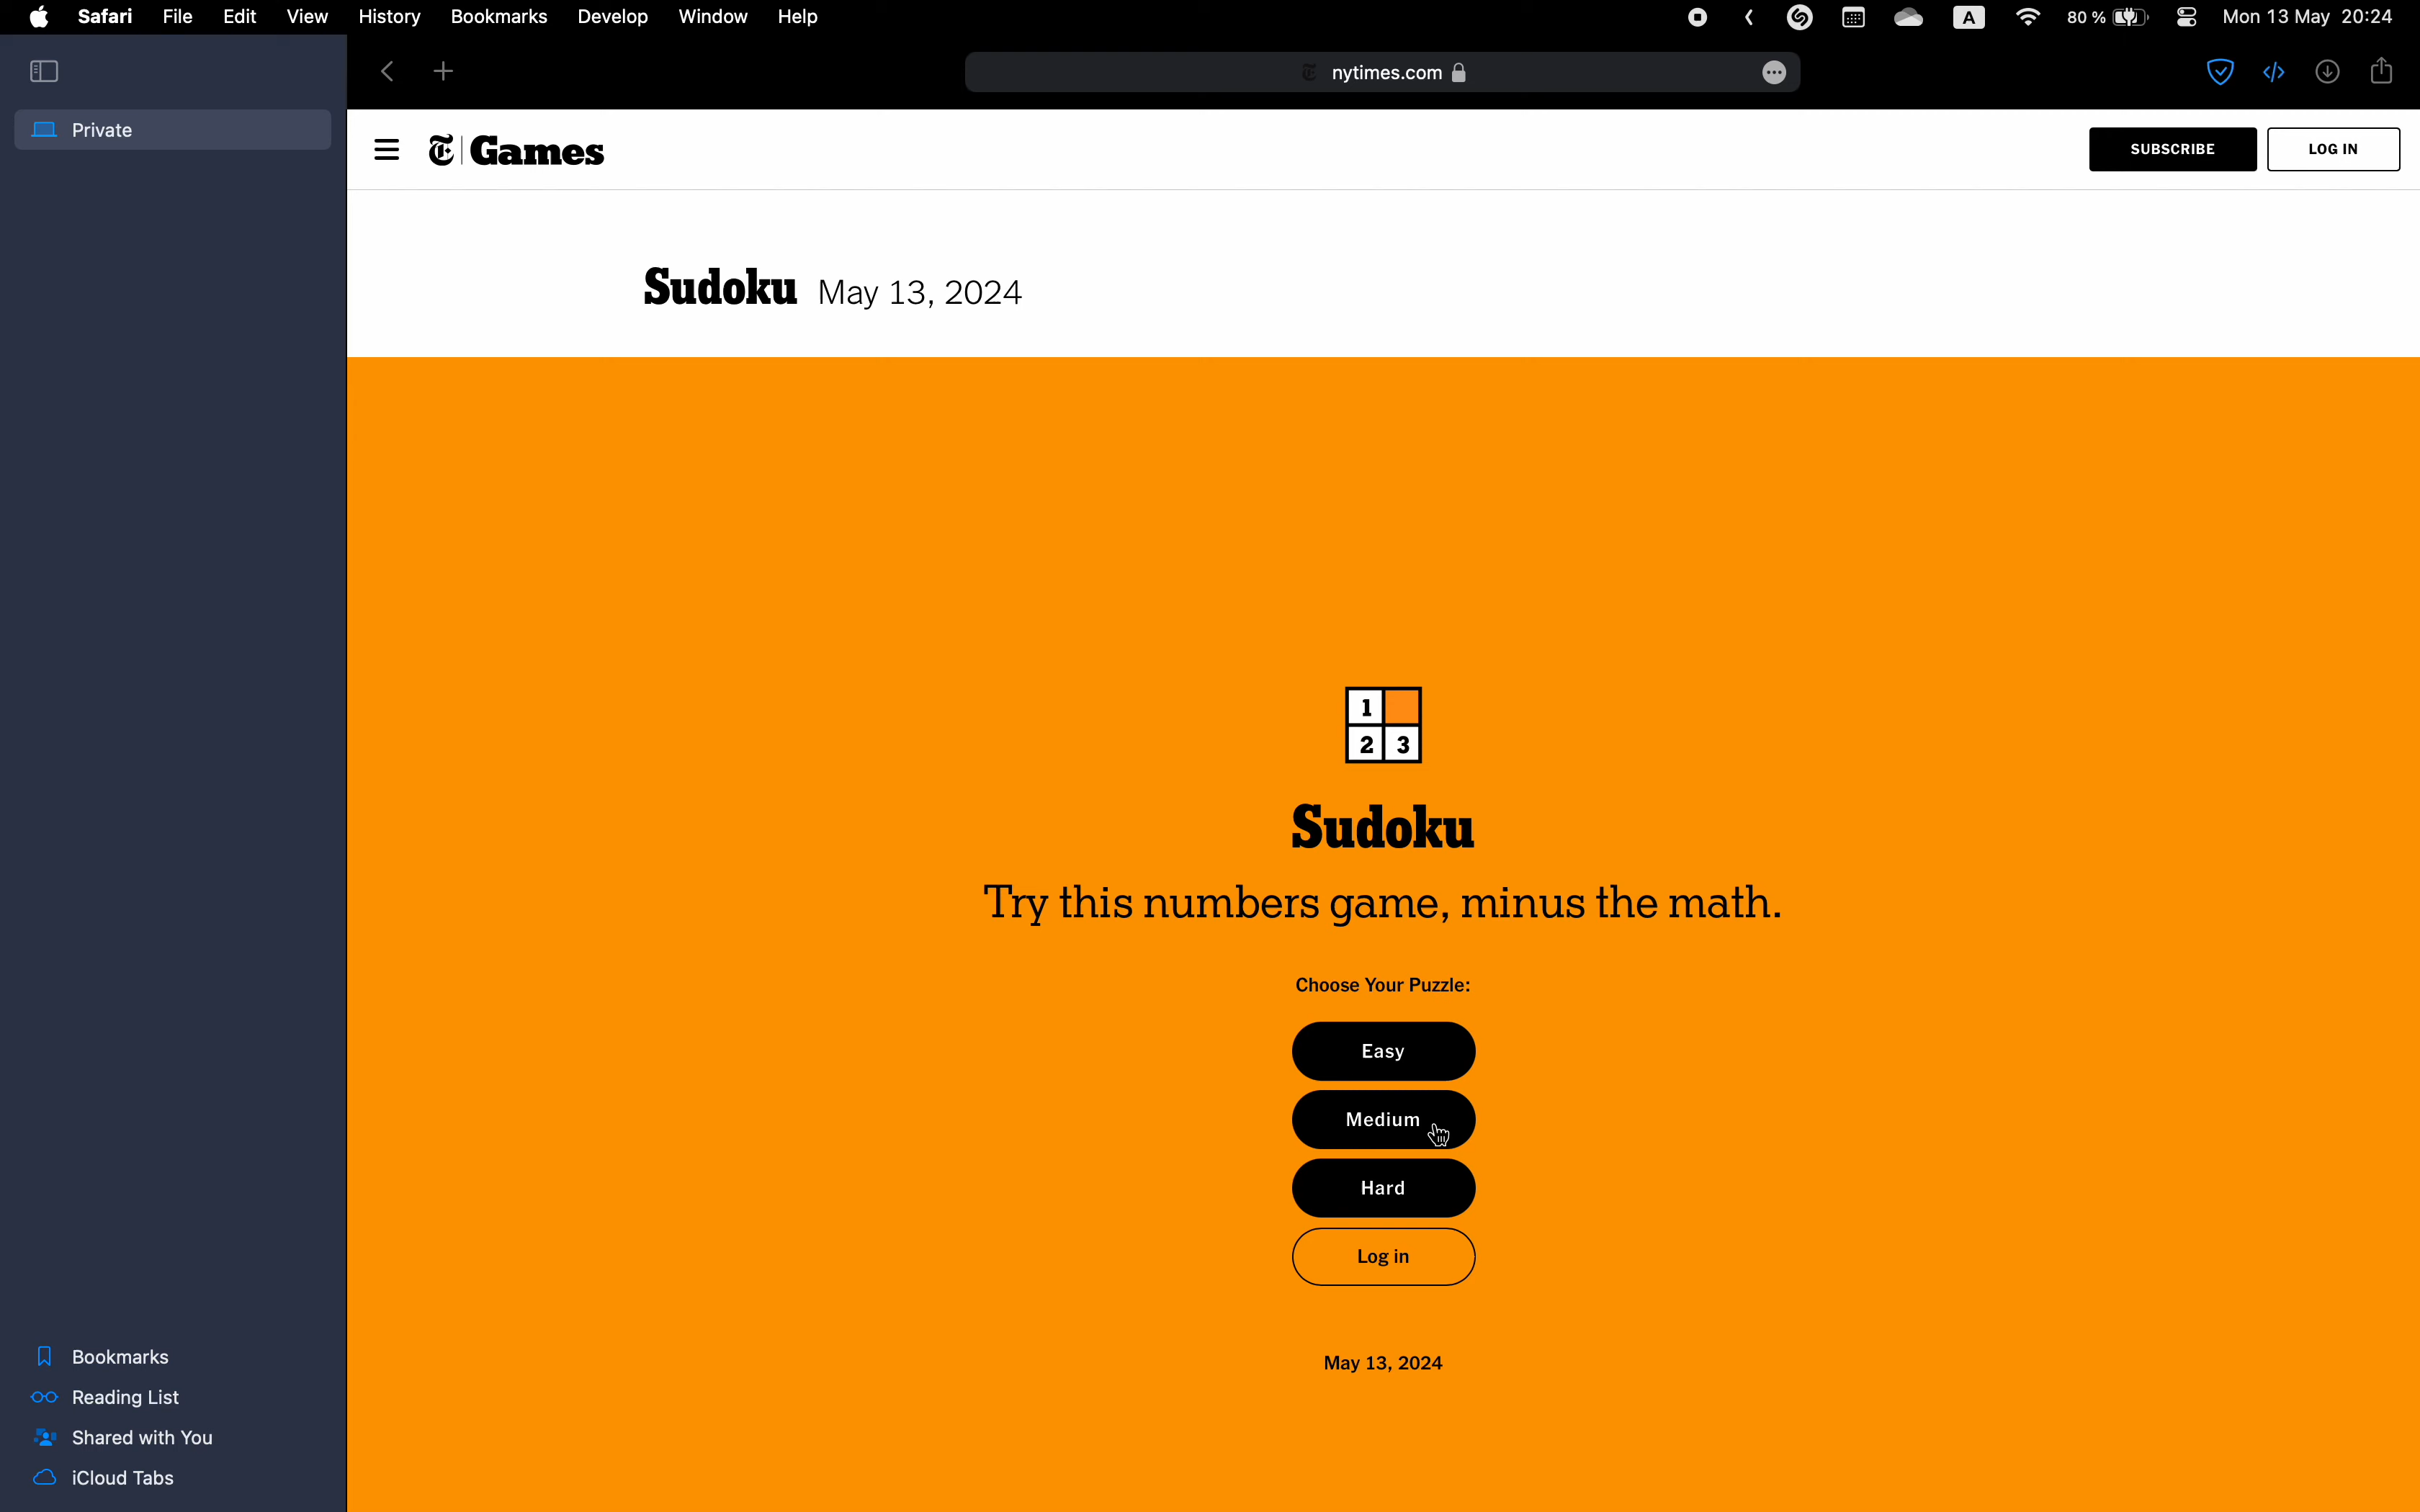 Safari File Edit View History Bookmarks Develop Window Help A 80 % Mon 13 May 20:24
nytimes.com
Private
T Games SUBSCRIBE LOG IN
Sudoku May 13, 2024
1
2 3
Sudoku
Try this numbers game, minus the math.
Choose Your Puzzle:
Easy
Medium
Hard
Log in
May 13, 2024
Bookmarks
Reading List
Shared with You
iCloud Tabs